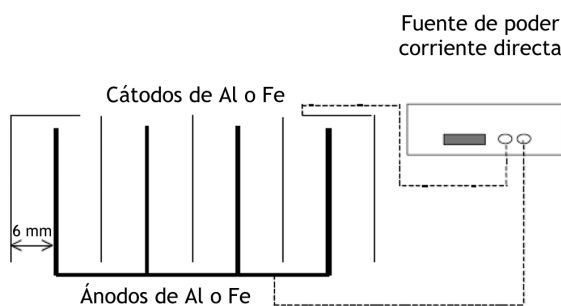 Fuente de poder
corriente directa
Cátodos de Al o Fe
6 mm
Ánodos de Al o Fe